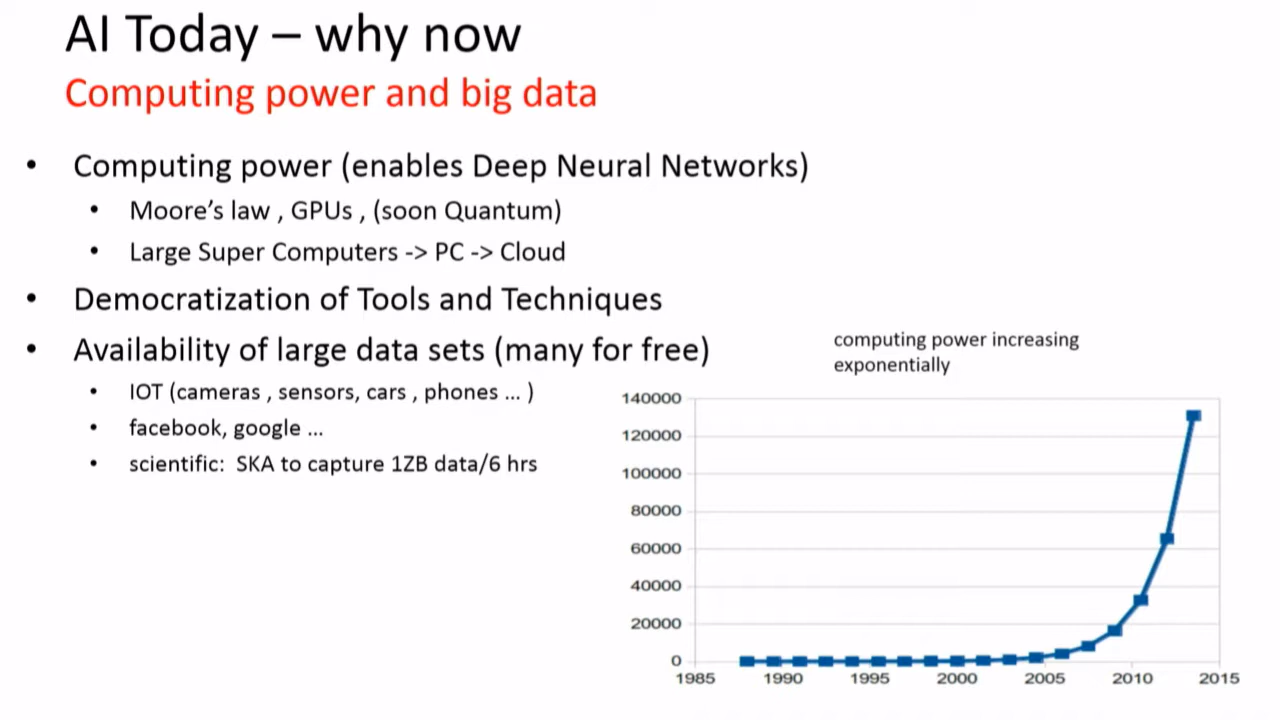 AI Today – why now
Computing power and big data
• Computing power (enables Deep Neural Networks)
• Moore's law , GPUs , (soon Quantum)
• Large Super Computers -> PC -> Cloud
• Democratization of Tools and Techniques
• Availability of large data sets (many for free)
• IOT (cameras , sensors, cars , phones ... )
• facebook, google ...
• scientific:  SKA to capture 1ZB data/6 hrs
computing power increasing
exponentially
140000
120000
100000
80000
60000
40000
20000
0
1985 1990 1995 2000 2005 2010 2015